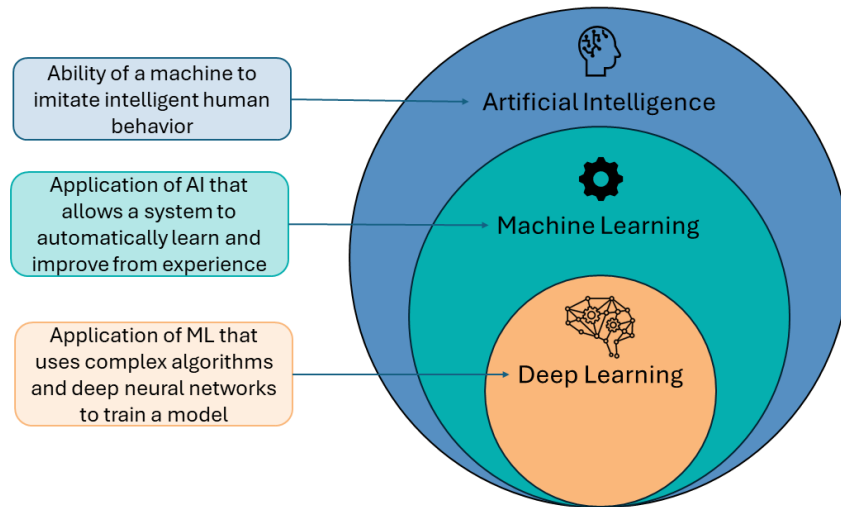 Ability of a machine to
imitate intelligent human
behavior
Artificial Intelligence
Application of AI that
allows a system to
automatically learn and
improve from experience
Machine Learning
Application of ML that
uses complex algorithms
and deep neural networks
to train a model
Deep Learning